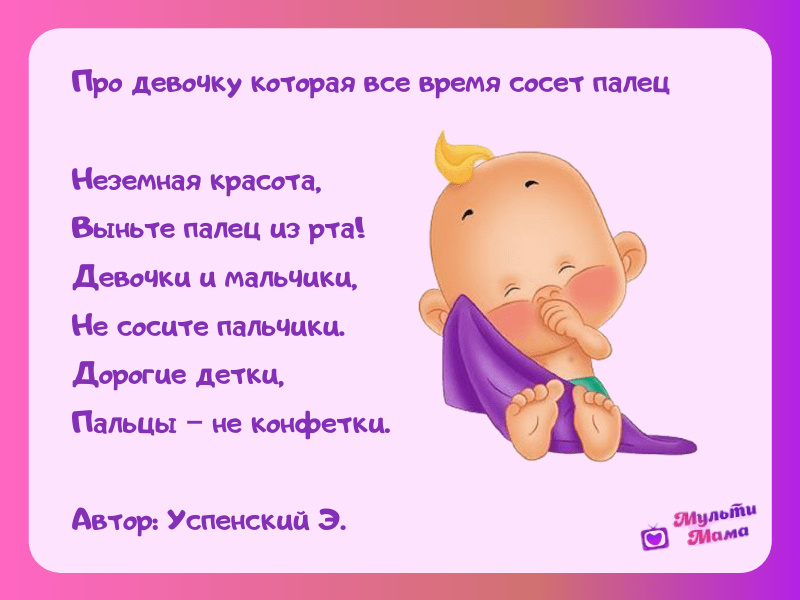 Про девочку которая все время сосет палец
Неземная красота,
Выньте палец из рта!
Девочки и мальчики,
Не сосите пальчики.
Дорогие детки,
Пальцы – не конфетки.
Автор: Успенский Э.
Мульти
Мама